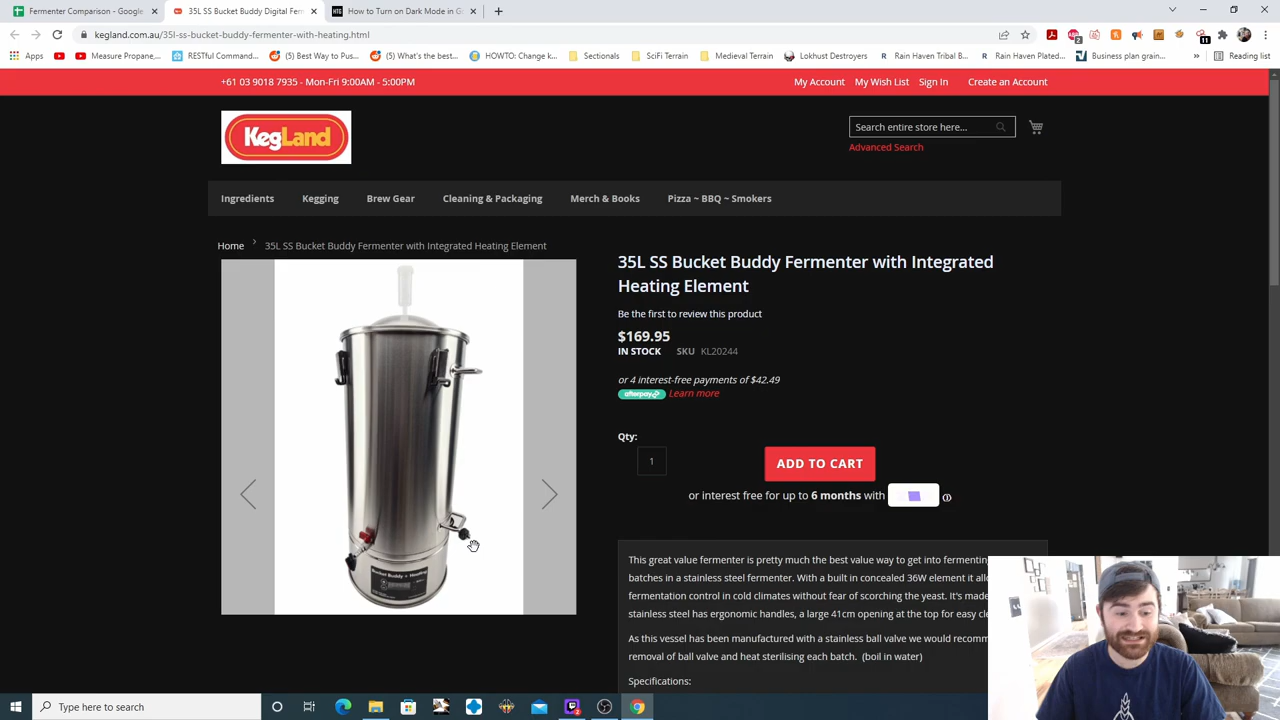 Fermenter Comparison - Google
35L SS Bucket Buddy Digital Fer
How to Turn on Dark Mode in G
kegland.com.au/35l-ss-bucket-buddy-fermenter-with-heating.html
Apps
Measure Propane,...
RESTful Command...
(5) Best Way to Pus...
(5) What's the best...
HOWTO: Change k...
Sectionals
SciFi Terrain
Medieval Terrain
Lokhust Destroyers
Rain Haven Tribal B...
Rain Haven Plated...
Business plan grain...
Reading list
+61 03 9018 7935 - Mon-Fri 9:00AM - 5:00PM
My Account My Wish List Sign In Create an Account
KegLand
Search entire store here...
Advanced Search
Ingredients Kegging Brew Gear Cleaning & Packaging Merch & Books Pizza ~ BBQ ~ Smokers
Home > 35L SS Bucket Buddy Fermenter with Integrated Heating Element
35L SS Bucket Buddy Fermenter with Integrated
Heating Element
Be the first to review this product
$169.95
IN STOCK SKU KL20244
or 4 interest-free payments of $42.49
afterpay Learn more
Qty:
1
ADD TO CART
or interest free for up to 6 months with
Bucket Buddy + Heating
This great value fermenter is pretty much the best value way to get into fermenting
batches in a stainless steel fermenter. With a built in concealed 36W element it all
fermentation control in cold climates without fear of scorching the yeast. It's made
stainless steel has ergonomic handles, a large 41cm opening at the top for easy cle
As this vessel has been manufactured with a stainless ball valve we would recomm
removal of ball valve and heat sterilising each batch. (boil in water)
Specifications:
Type here to search